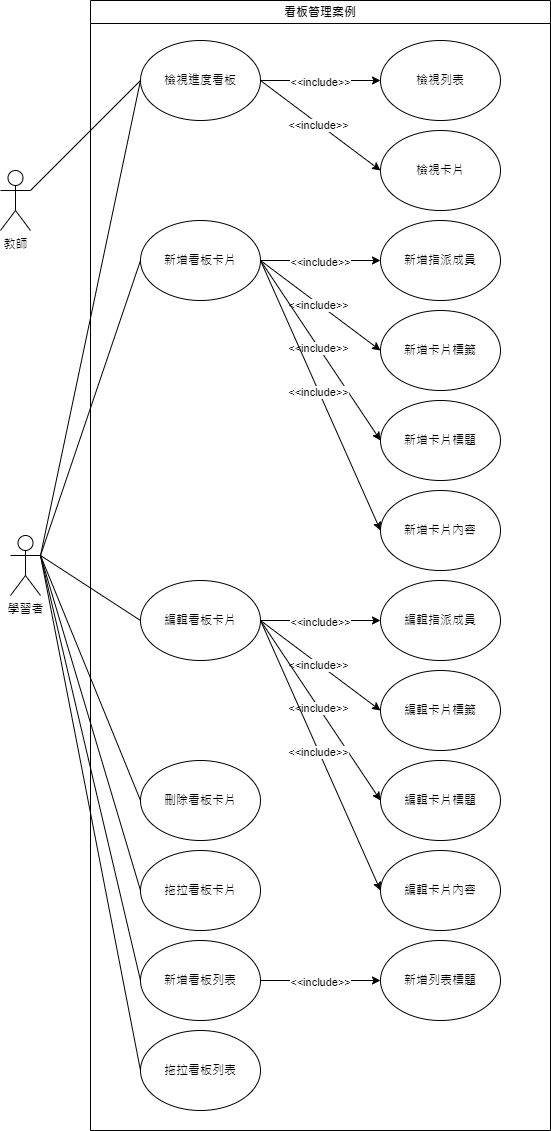 看板管理案例
檢視進度看板
<<include>>
檢視列表
<<include>>
檢視卡片
教師
新增看板卡片
<<include>>
新增指派成員
<<include>>
新增卡片標籤
<<include>>
新增卡片標題
<<include>>
新增卡片內容
學習者
編輯看板卡片
<<include>>
編輯指派成員
<<include>>
編輯卡片標籤
<<include>>
編輯卡片標題
<<include>>
編輯卡片內容
刪除看板卡片
拖拉看板卡片
新增看板列表
<<include>>
新增列表標題
拖拉看板列表